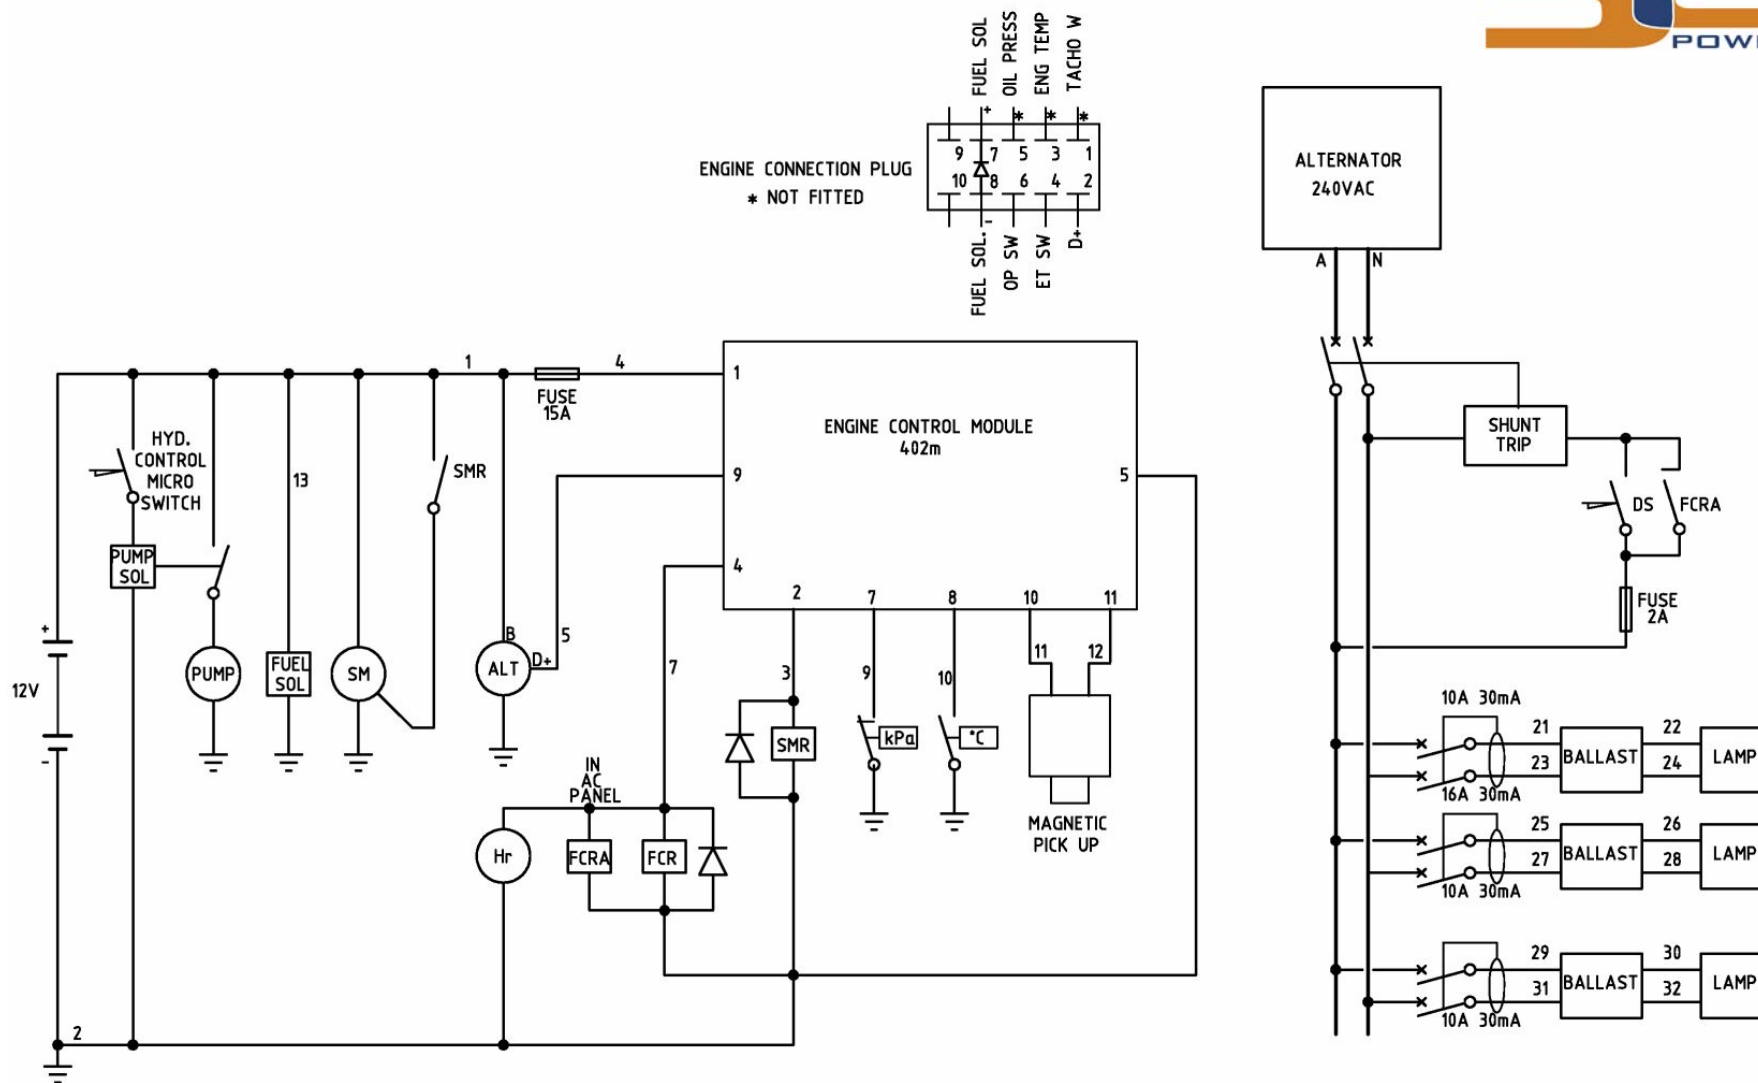 POW
FUEL SOL
OIL PRESS
ENG TEMP
TACHO W
+ * * *
ENGINE CONNECTION PLUG
* NOT FITTED
9 7 5 3 1
10 8 6 4 2
-
FUEL SOL.
OP SW
ET SW
D+
ALTERNATOR
240VAC
A N
1
FUSE
15A
4
1
ENGINE CONTROL MODULE
402m
9
5
4
2 7 8 10 11
HYD.
CONTROL
MICRO
SWITCH
13
SMR
PUMP
SOL
+
12V
-
PUMP
FUEL
SOL
SM
B
ALT
D+
5
7
3
SMR
9
kPa
10
°C
11 12
MAGNETIC
PICK UP
IN
AC
PANEL
Hr
FCRA
FCR
2
SHUNT
TRIP
DS
FCRA
FUSE
2A
10A 30mA
21 BALLAST 22 LAMP
23 24
16A 30mA
25 BALLAST 26 LAMP
27 28
10A 30mA
29 BALLAST 30 LAMP
31 32
10A 30mA